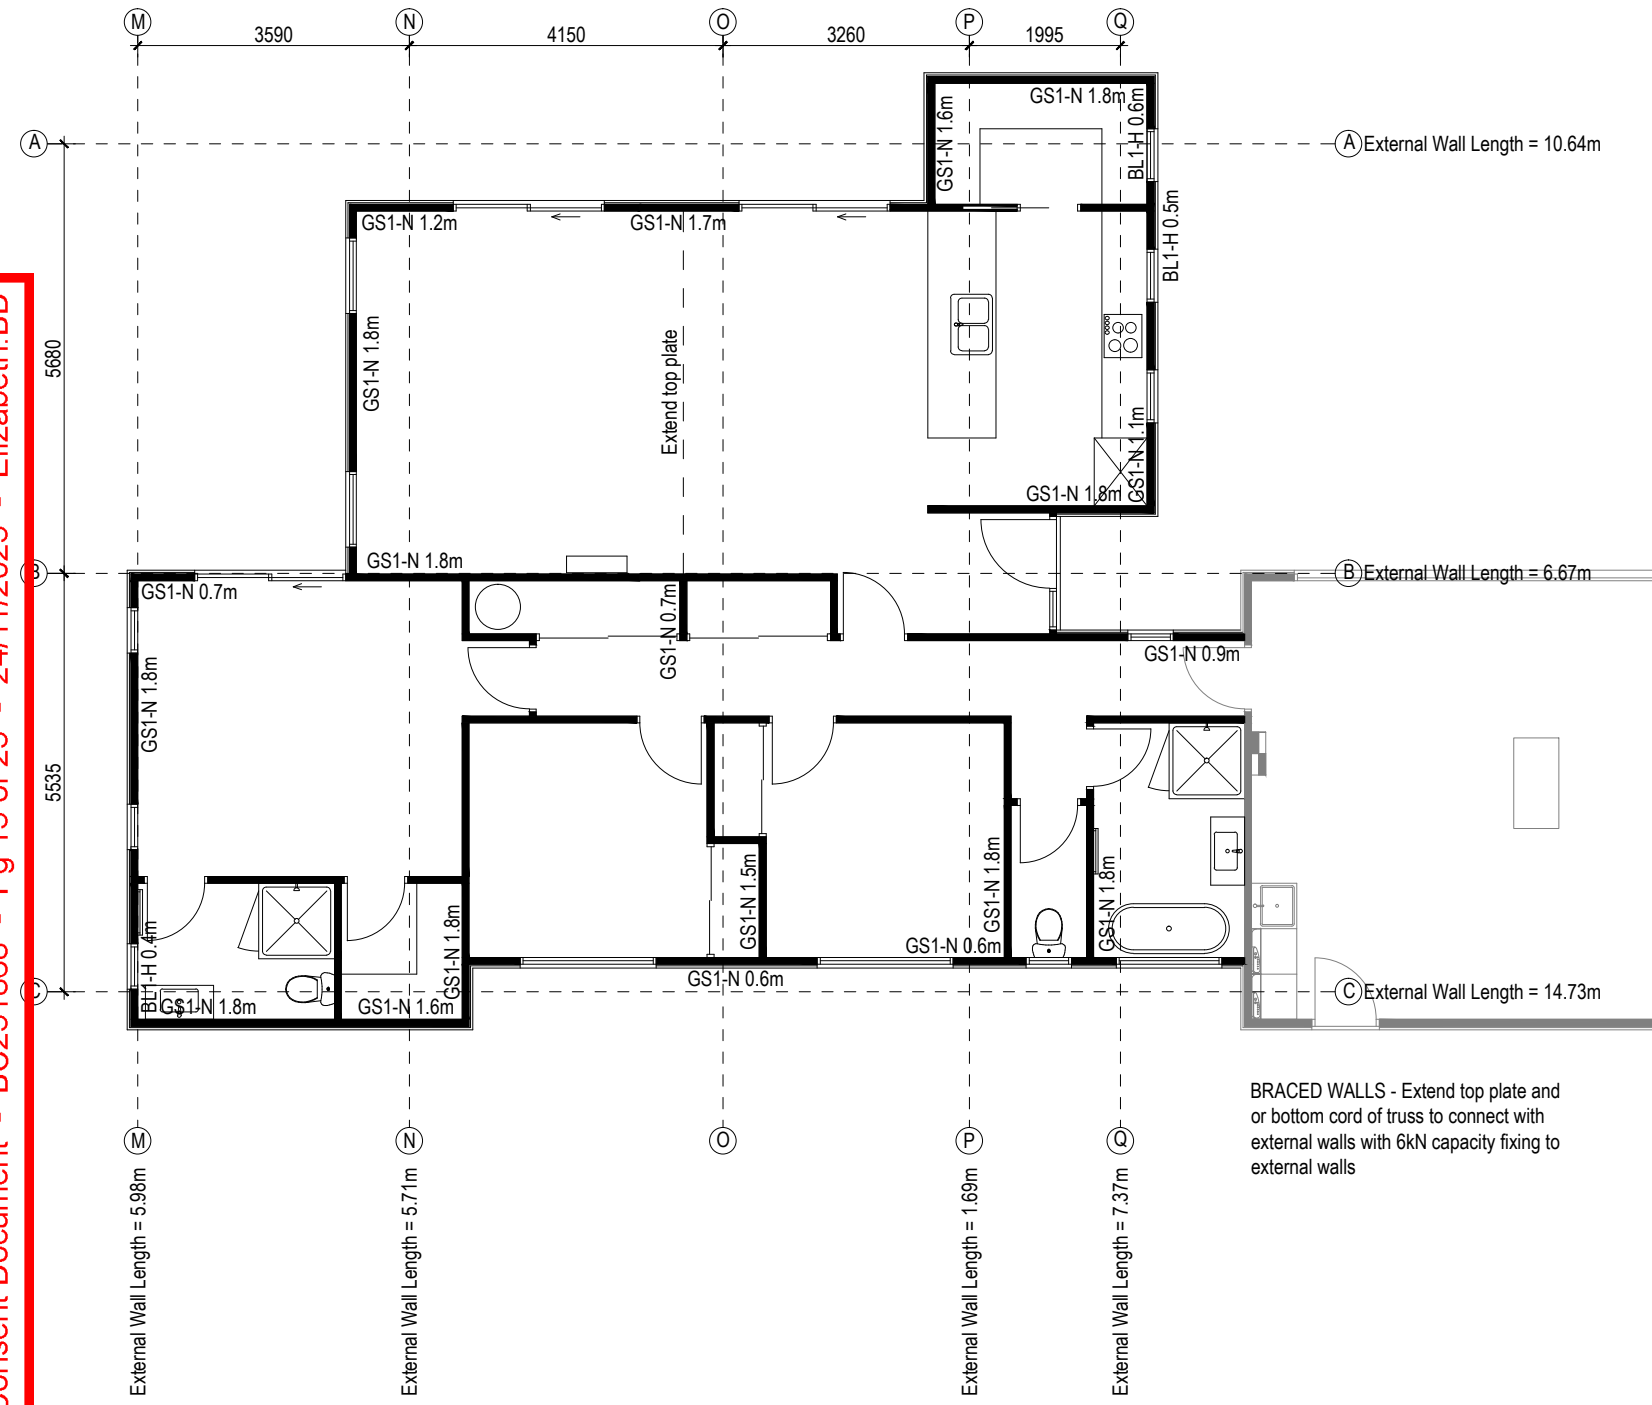 M N O P Q
3590 4150 3260 1995
GS1-N 1.8m
GS1-N 1.6m
BL1-H 0.6m
A
A External Wall Length = 10.64m
BL1-H 0.5m
GS1-N 1.2m
GS1-N 1.7m
5680
GS1-N 1.8m
Extend top plate
GS1-N 1.1m
GS1-N 1.8m
GS1-N 1.8m
B
B External Wall Length = 6.67m
GS1-N 0.7m
GS1-N 0.7m
GS1-N 0.9m
GS1-N 1.8m
5535
GS1-N 1.5m
GS1-N 1.8m
GS1-N 1.8m
GS1-N 1.8m
BL1-H 0.4m
GS1-N 0.6m
GS1-N 0.6m
C
C External Wall Length = 14.73m
GS1-N 1.8m
GS1-N 1.6m
BRACED WALLS - Extend top plate and
or bottom cord of truss to connect with
external walls with 6kN capacity fixing to
external walls
M N O P Q
External Wall Length = 5.98m
External Wall Length = 5.71m
External Wall Length = 1.69m
External Wall Length = 7.37m